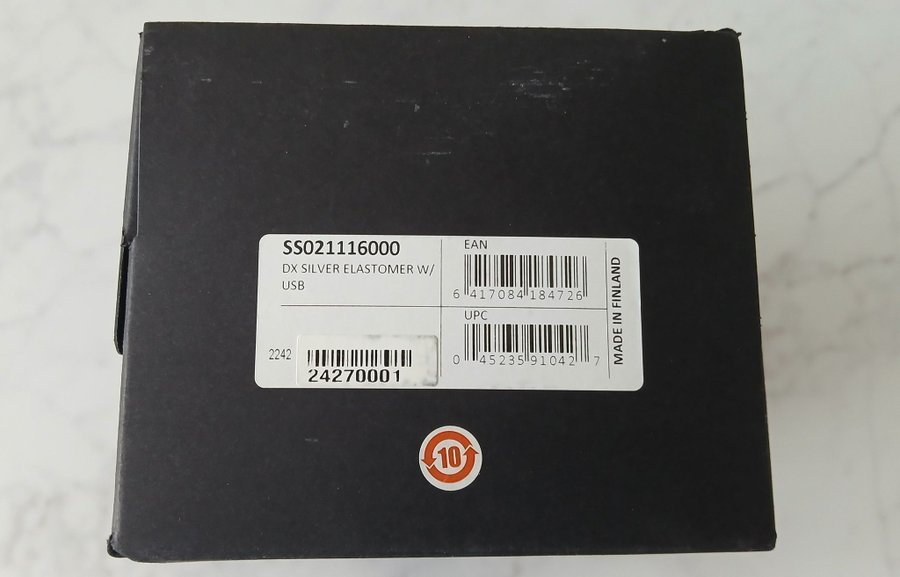 SS021116000
DX SILVER ELASTOMER W/
USB
EAN
6 417084 184726
UPC
0 45235 91042 7
MADE IN FINLAND
2242
24270001
10